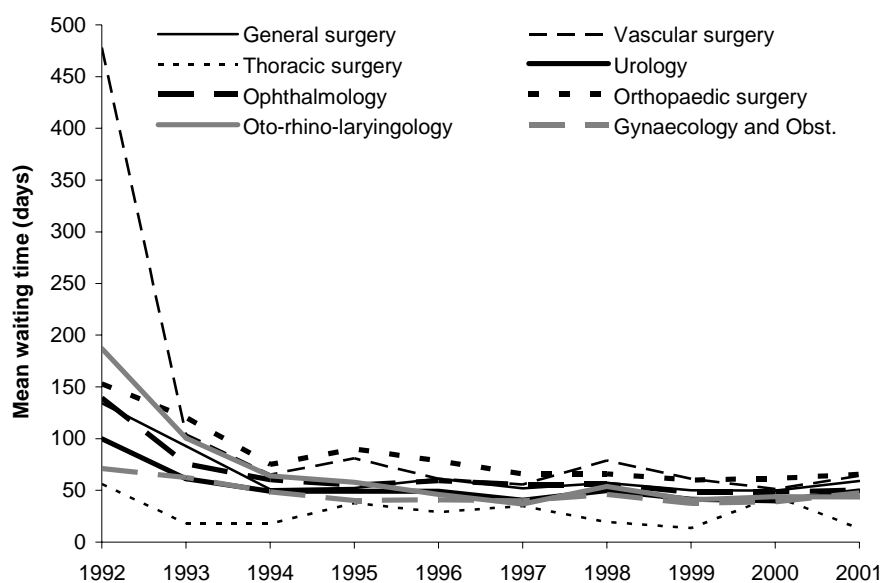 500
450
400
350
300
250
200
150
100
50
0
Mean waiting time (days)
General surgery
Vascular surgery
Thoracic surgery
Urology
Ophthalmology
Orthopaedic surgery
Oto-rhino-laryingology
Gynaecology and Obst.
1992 1993 1994 1995 1996 1997 1998 1999 2000 2001